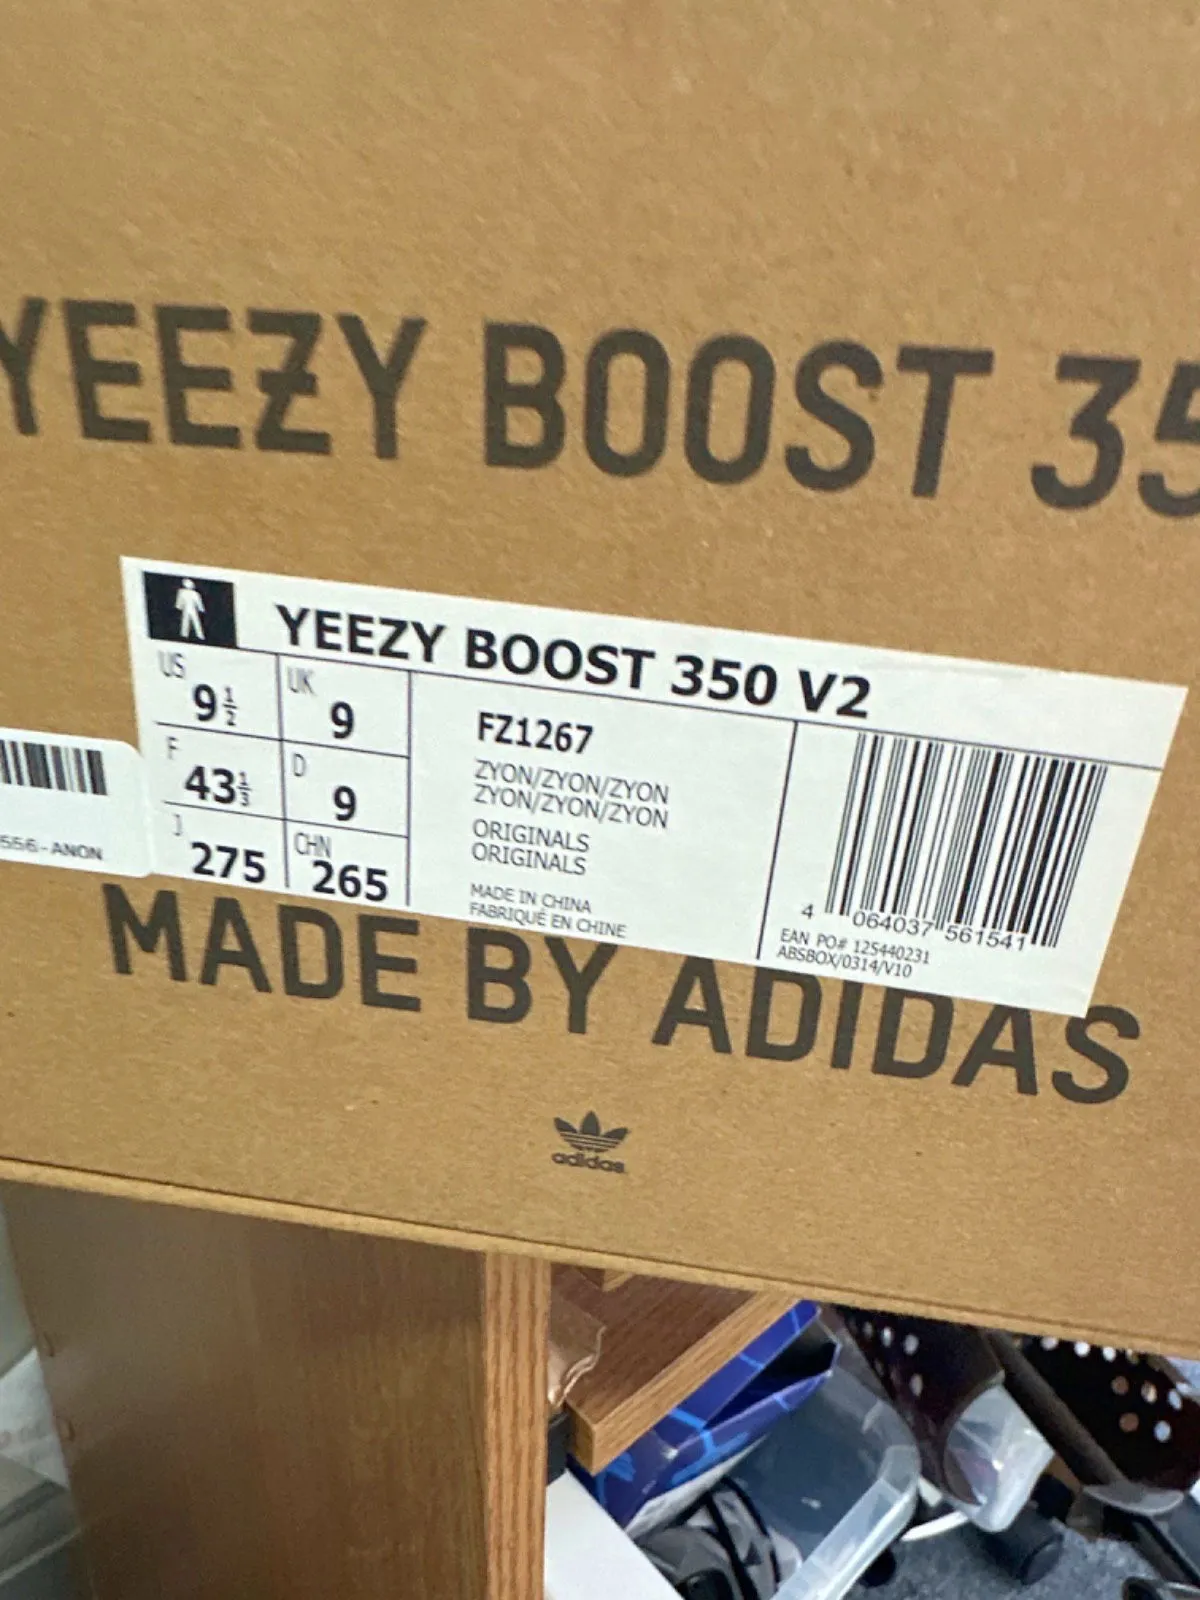 YEEZY BOOST 35
YEEZY BOOST 350 V2
US 9½
UK 9
F 43⅓
D 9
J 275
CHN 265
FZ1267
ZYON/ZYON/ZYON
ZYON/ZYON/ZYON
ORIGINALS
ORIGINALS
MADE IN CHINA
FABRIQUÉ EN CHINE
4 064037 561541
EAN PO# 125440231
ABSBOX/0314/V10
556-ANON
MADE BY ADIDAS
adidas